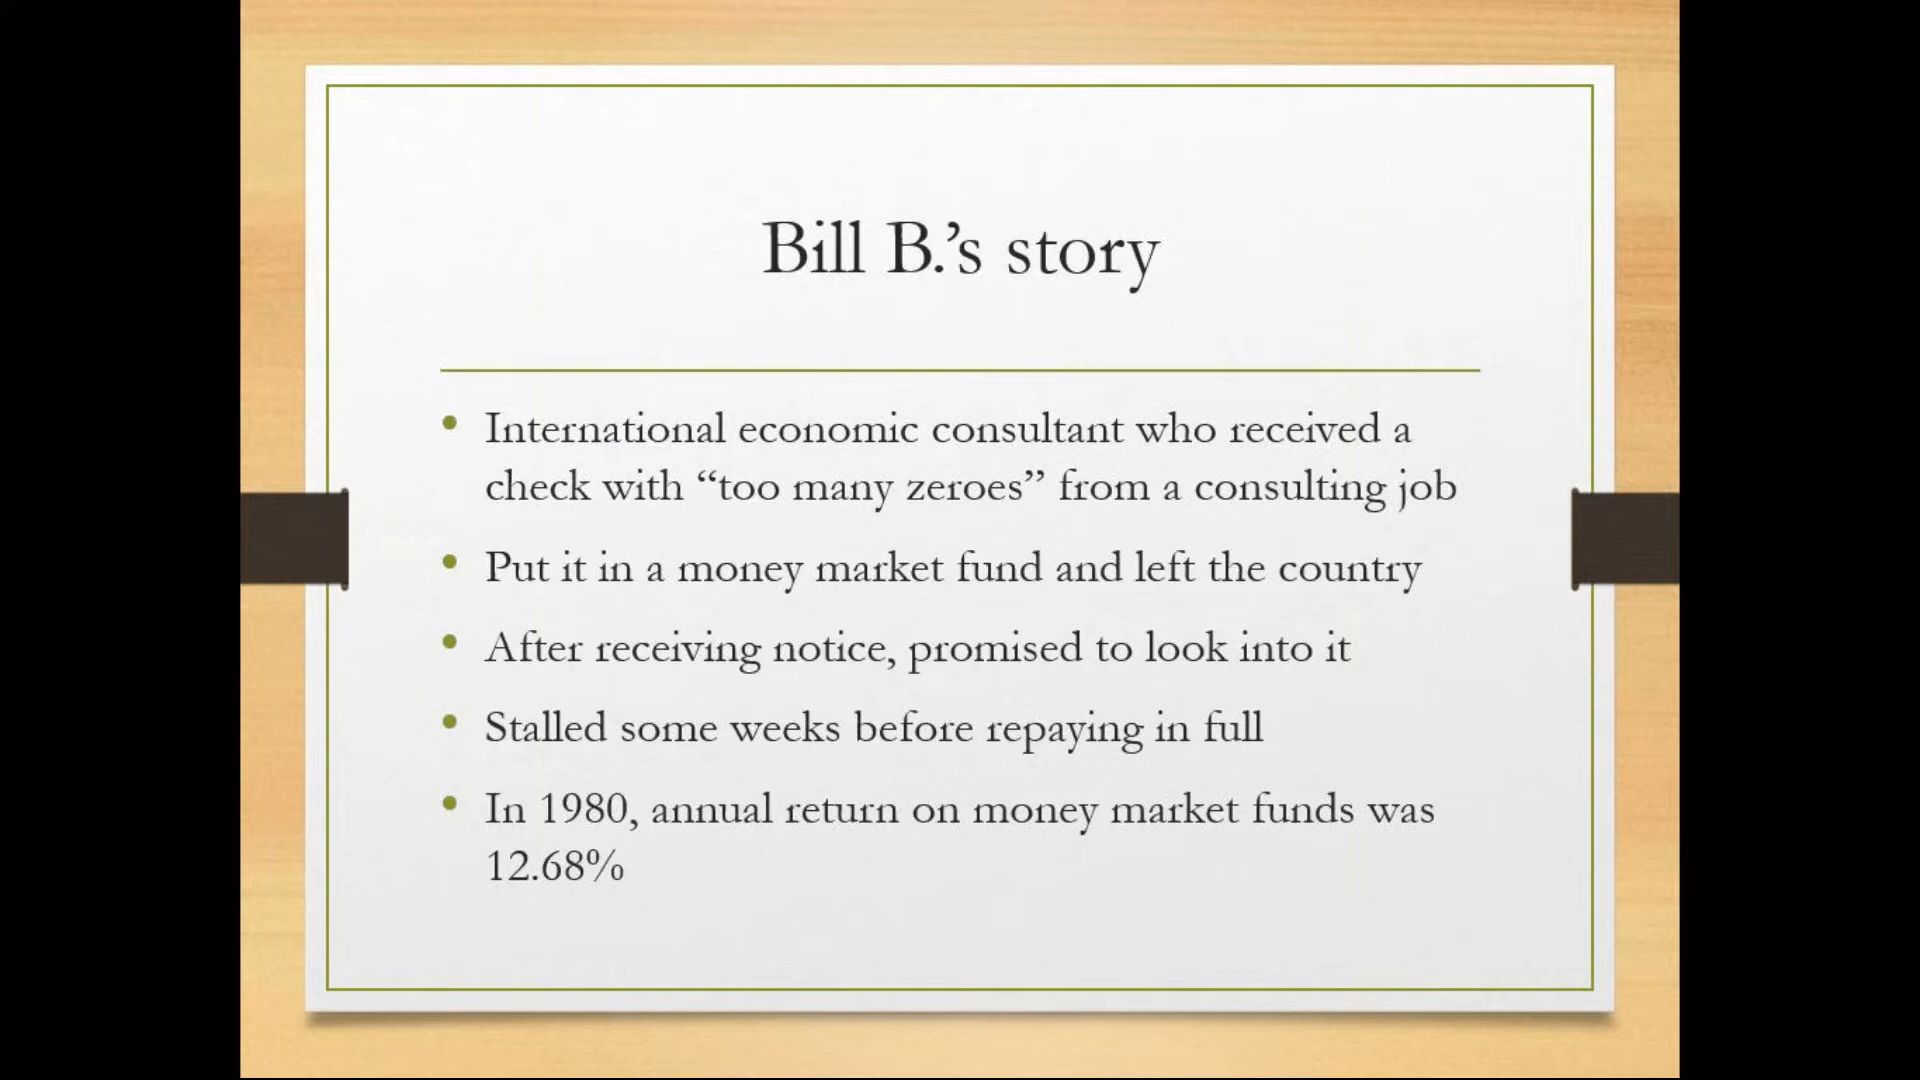 Bill B.’s story
International economic consultant who received a
check with “too many zeroes” from a consulting job
Put it in a money market fund and left the country
After receiving notice, promised to look into it
Stalled some weeks before repaying in full
In 1980, annual return on money market funds was
12.68%